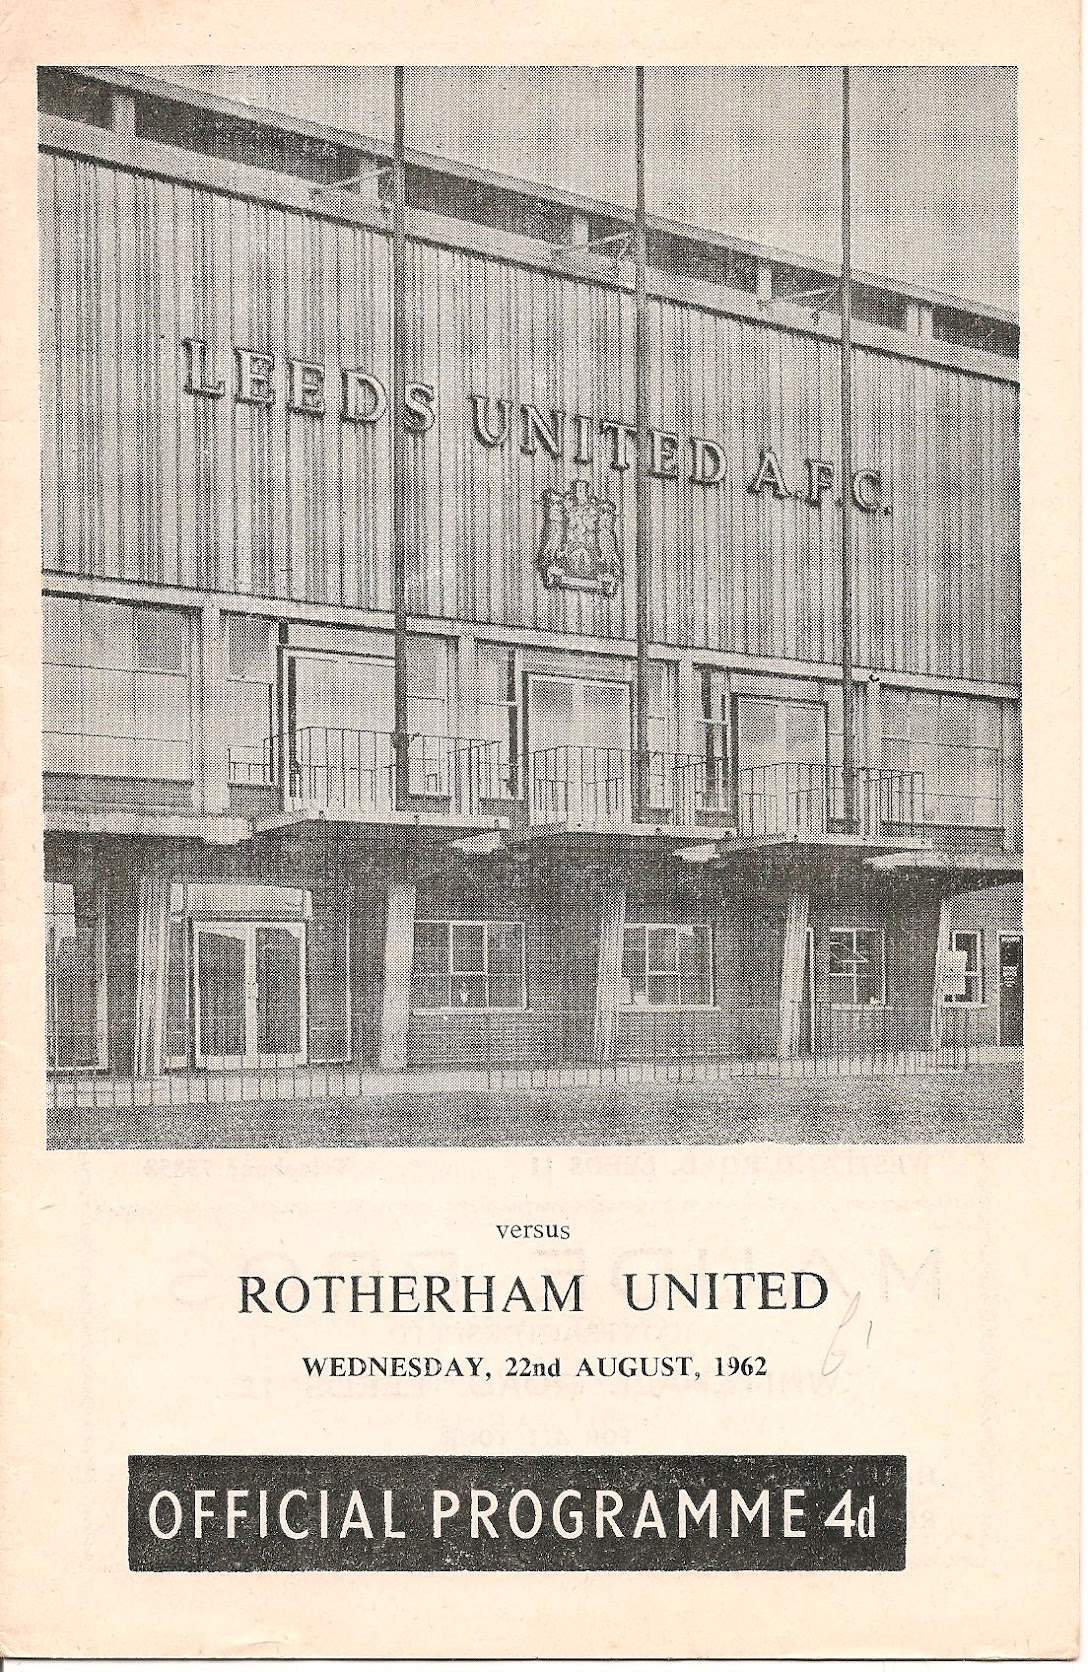 LEEDS UNITED A.F.C.
versus
ROTHERHAM UNITED
WEDNESDAY, 22nd AUGUST, 1962
OFFICIAL PROGRAMME 4d